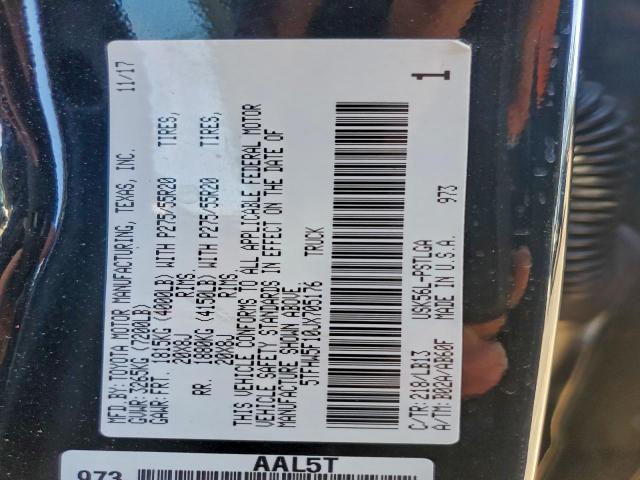 MFD BY: TOYOTA MOTOR MANUFACTURING, TEXAS, INC. 11/17
GVWR: 3265KG (7200LB)
GAWR: FRT. 1815KG (4000LB) WITH P275/55R20 TIRES,
20X8J RIMS,
RR. 1880KG (4150LB) WITH P275/55R20 TIRES,
20X8J RIMS,
THIS VEHICLE CONFORMS TO ALL APPLICABLE FEDERAL MOTOR
VEHICLE SAFETY STANDARDS IN EFFECT ON THE DATE OF
MANUFACTURE SHOWN ABOVE.
5TFHW5F10JX705176 TRUCK
C/TR: 218/LB13 USK56L-PSTLGA 973
A/TM: B02A/AB60F MADE IN U.S.A.
1
AAL5T
973